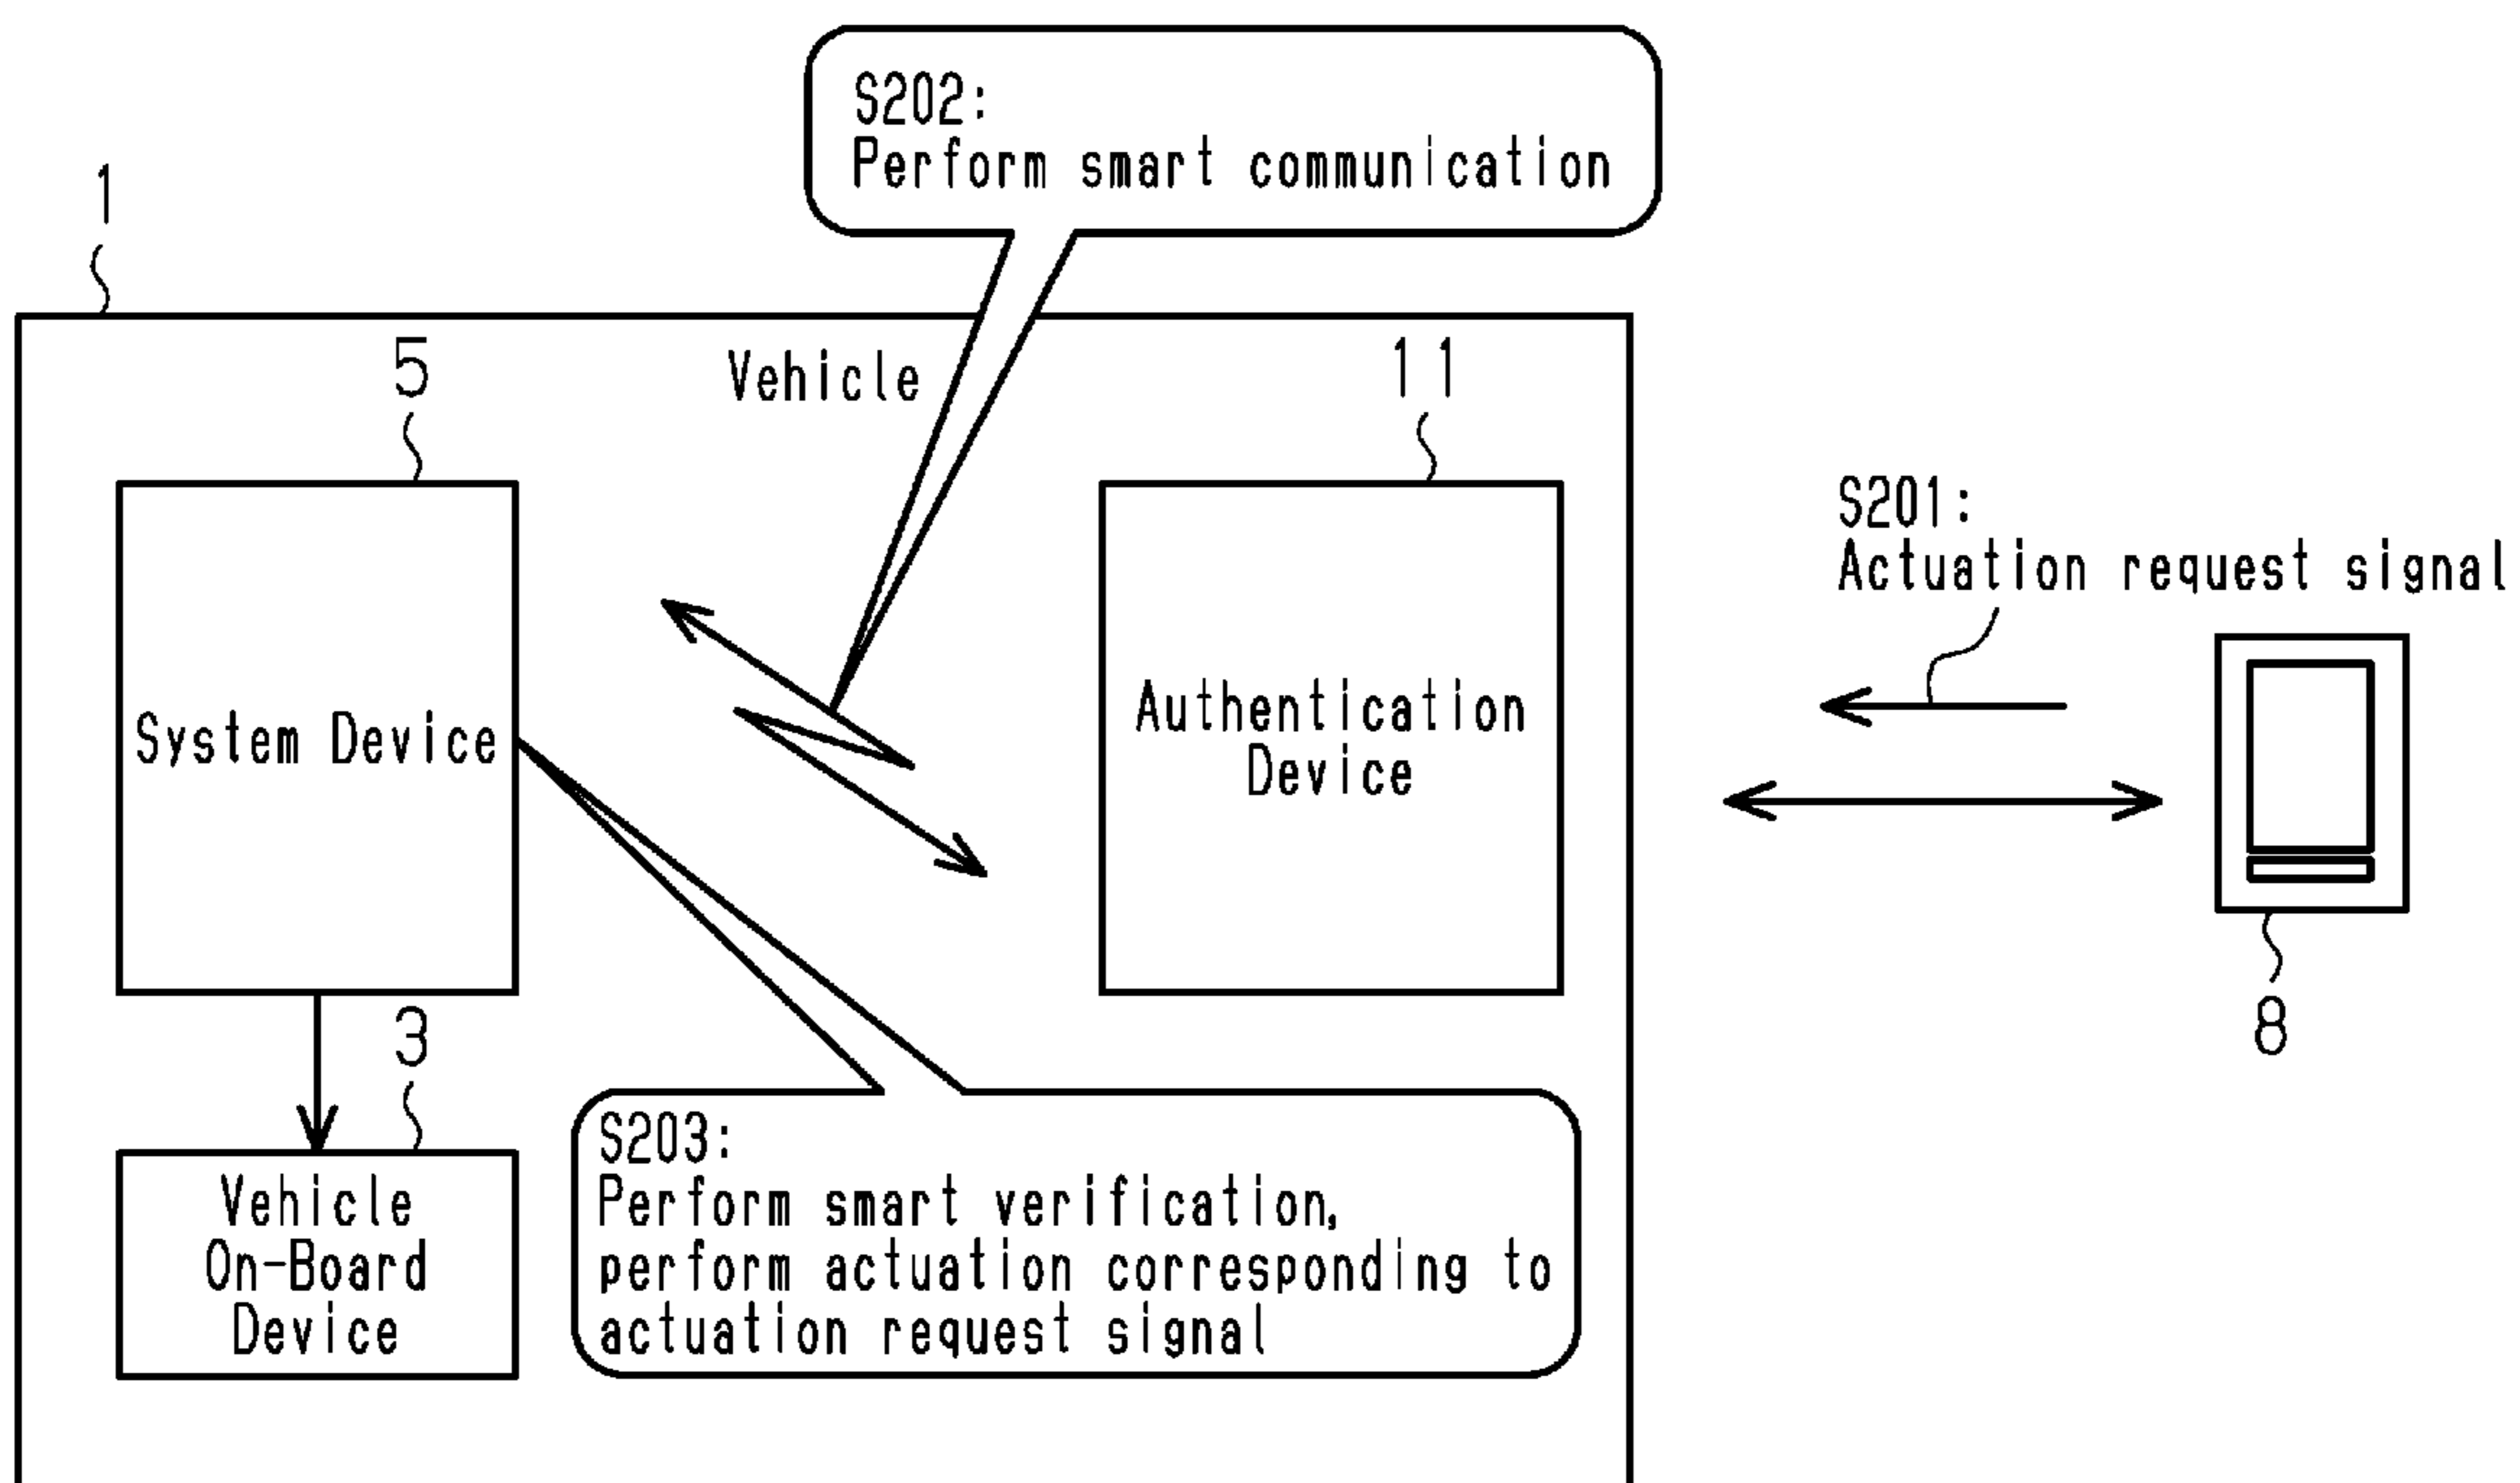 S202:
Perform smart communication
1
Vehicle
5
11
S201:
Actuation request signal
System Device
Authentication
Device
8
3
Vehicle
On-Board
Device
S203:
Perform smart verification,
perform actuation corresponding to
actuation request signal